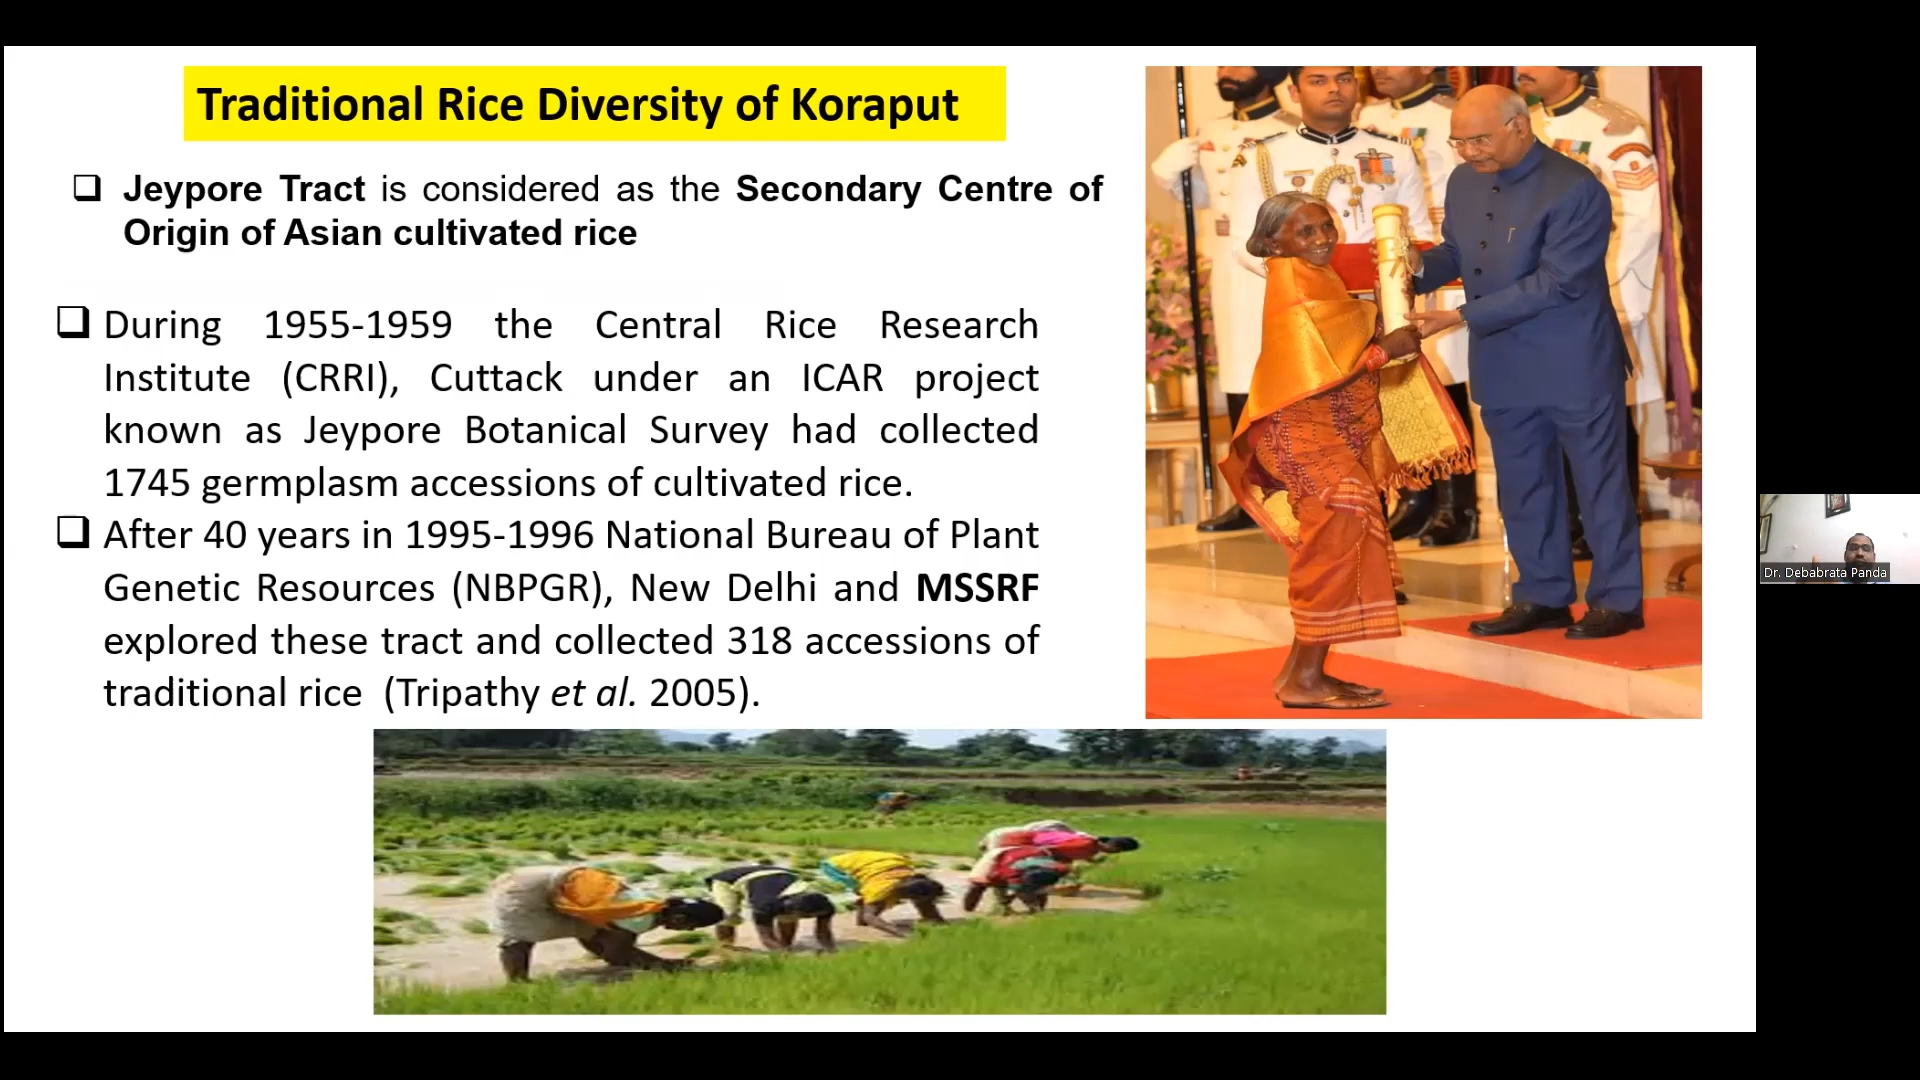 Traditional Rice Diversity of Koraput
❑ Jeypore Tract is considered as the Secondary Centre of
Origin of Asian cultivated rice
❑ During 1955-1959 the Central Rice Research
Institute (CRRI), Cuttack under an ICAR project
known as Jeypore Botanical Survey had collected
1745 germplasm accessions of cultivated rice.
❑ After 40 years in 1995-1996 National Bureau of Plant
Genetic Resources (NBPGR), New Delhi and MSSRF
explored these tract and collected 318 accessions of
traditional rice (Tripathy et al. 2005).
Dr. Debabrata Panda